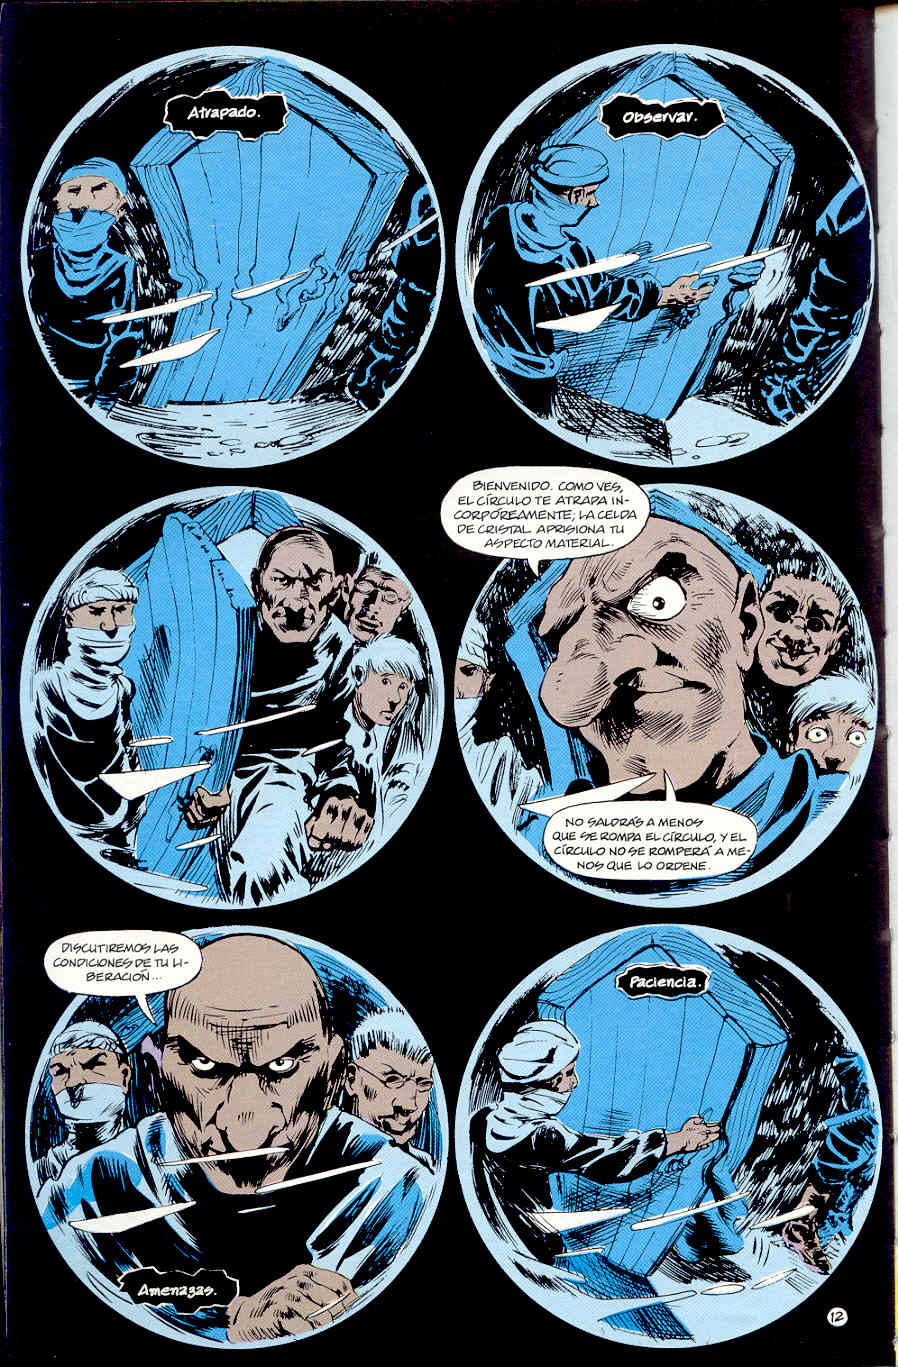 Atrapado.
Observar.
BIENVENIDO. COMO VES,
EL CÍRCULO TE ATRAPA IN-
CORPÓREAMENTE; LA CELDA
DE CRISTAL APRISIONA TU
ASPECTO MATERIAL.
NO SALDRÁS A MENOS
QUE SE ROMPA EL CÍRCULO, Y EL
CÍRCULO NO SE ROMPERÁ A ME-
NOS QUE LO ORDENE.
DISCUTIREMOS LAS
CONDICIONES DE TU LI-
BERACIÓN...
Amenazas.
Paciencia.
12